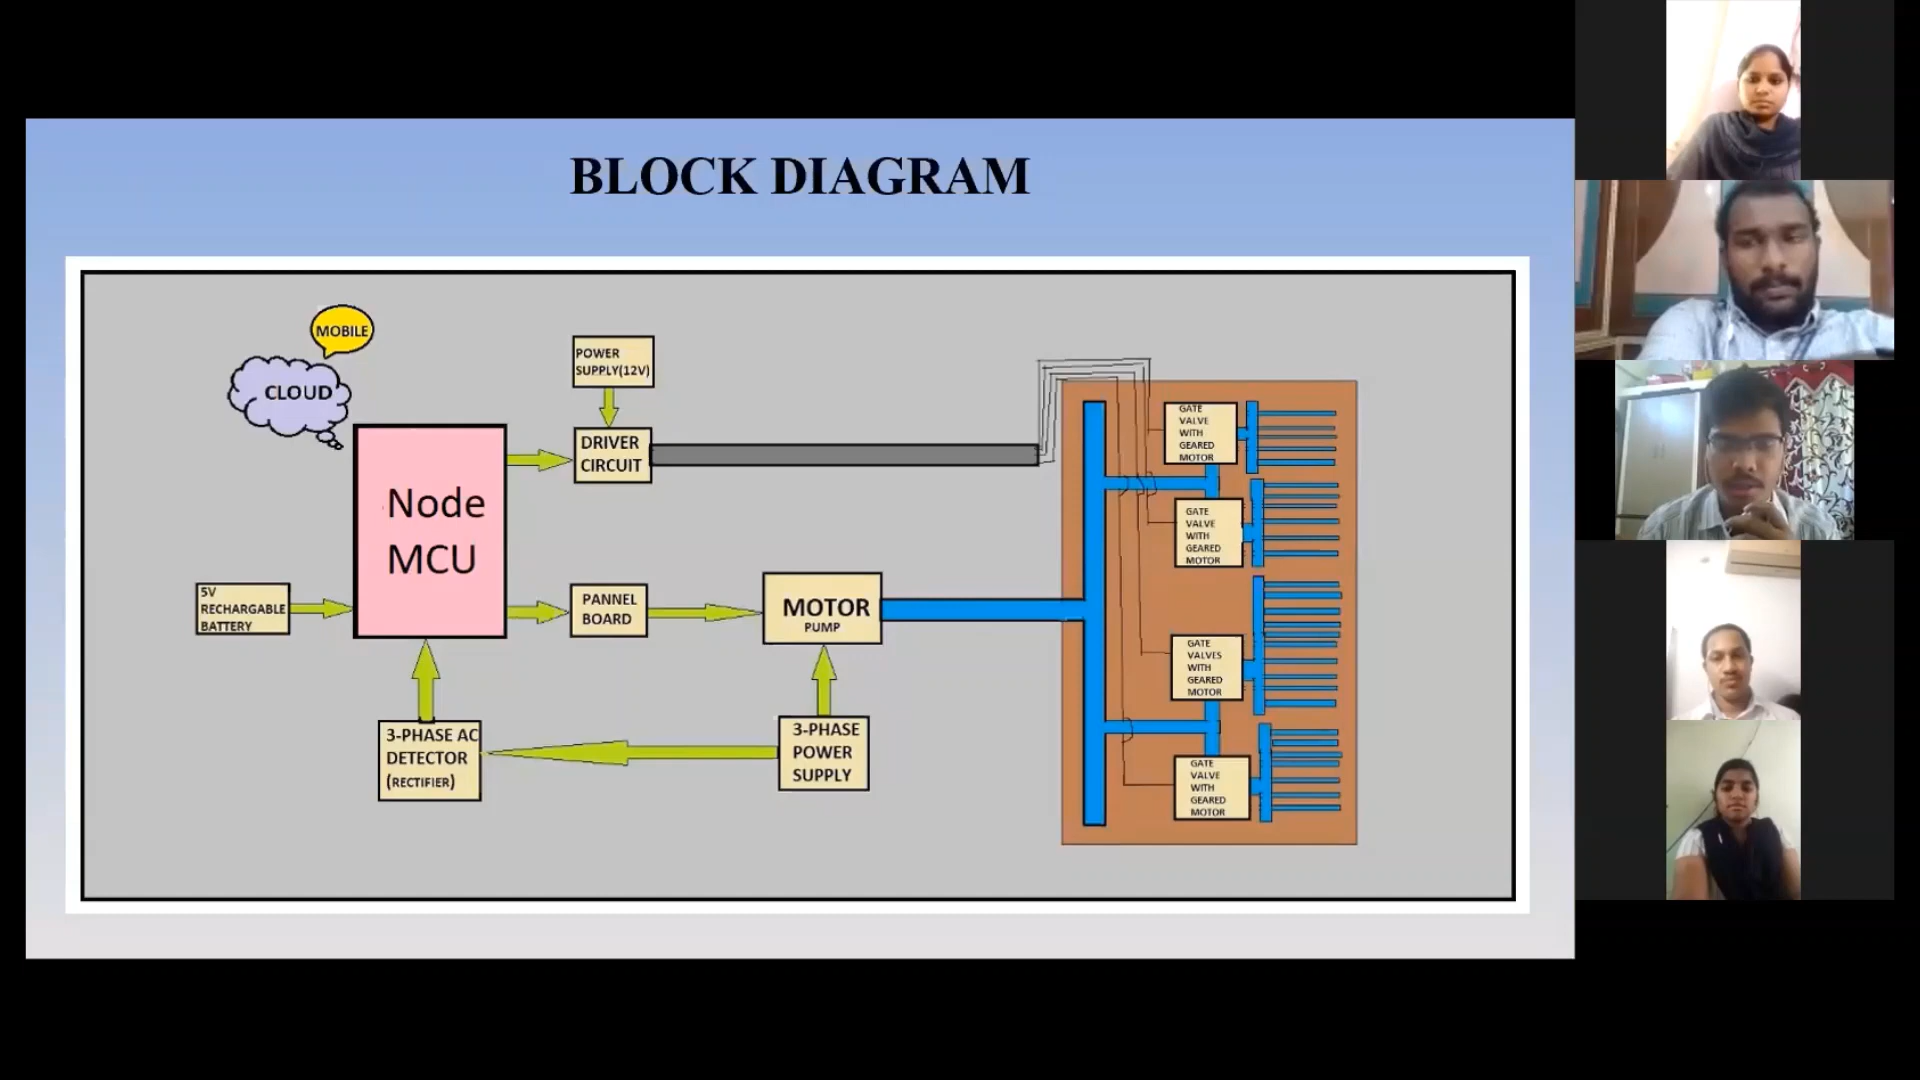 BLOCK DIAGRAM
MOBILE
CLOUD
POWER
SUPPLY(12V)
DRIVER
CIRCUIT
Node
MCU
5V
RECHARGABLE
BATTERY
PANNEL
BOARD
MOTOR
PUMP
3-PHASE AC
DETECTOR
(RECTIFIER)
3-PHASE
POWER
SUPPLY
GATE
VALVE
WITH
GEARED
MOTOR
GATE
VALVE
WITH
GEARED
MOTOR
GATE
VALVES
WITH
GEARED
MOTOR
GATE
VALVE
WITH
GEARED
MOTOR